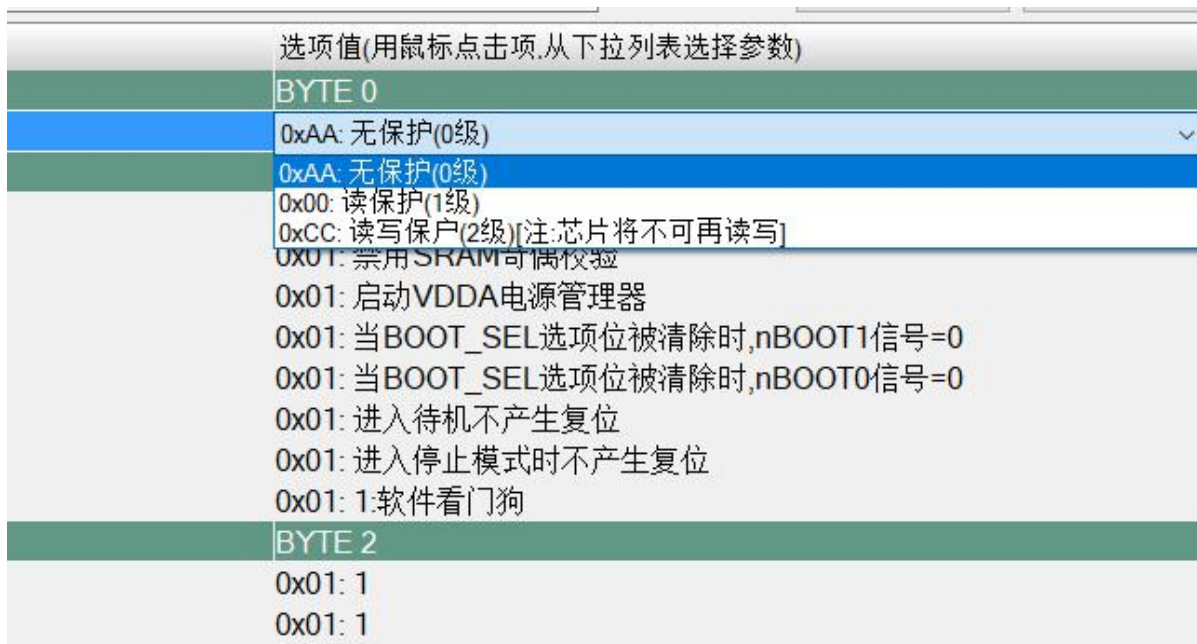 选项值(用鼠标点击项.从下拉列表选择参数)
BYTE 0
0xAA: 无保护(0级)
0xAA: 无保护(0级)
0x00: 读保护(1级)
0xCC: 读写保户(2级)[注:芯片将不可再读写]
0x01: 禁用SRAM奇偶校验
0x01: 启动VDDA电源管理器
0x01: 当BOOT_SEL选项位被清除时,nBOOT1信号=0
0x01: 当BOOT_SEL选项位被清除时,nBOOT0信号=0
0x01: 进入待机不产生复位
0x01: 进入停止模式时不产生复位
0x01: 1:软件看门狗
BYTE 2
0x01: 1
0x01: 1